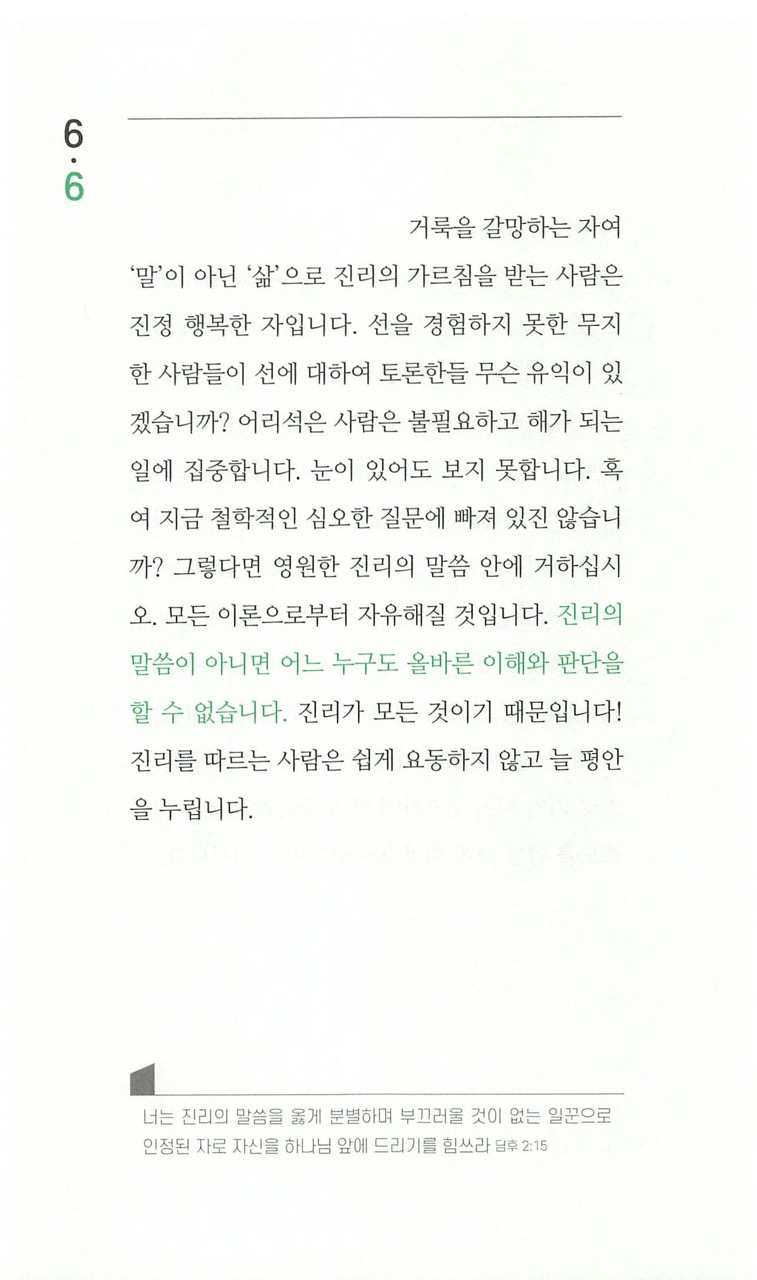 6
·
6
거룩을 갈망하는 자여
‘말’이 아닌 ‘삶’으로 진리의 가르침을 받는 사람은
진정 행복한 자입니다. 선을 경험하지 못한 무지
한 사람들이 선에 대하여 토론한들 무슨 유익이 있
겠습니까? 어리석은 사람은 불필요하고 해가 되는
일에 집중합니다. 눈이 있어도 보지 못합니다. 혹
여 지금 철학적인 심오한 질문에 빠져 있진 않습니
까? 그렇다면 영원한 진리의 말씀 안에 거하십시
오. 모든 이론으로부터 자유해질 것입니다. 진리의
말씀이 아니면 어느 누구도 올바른 이해와 판단을
할 수 없습니다. 진리가 모든 것이기 때문입니다!
진리를 따르는 사람은 쉽게 요동하지 않고 늘 평안
을 누립니다.
너는 진리의 말씀을 옳게 분별하며 부끄러울 것이 없는 일꾼으로
인정된 자로 자신을 하나님 앞에 드리기를 힘쓰라 딤후 2:15